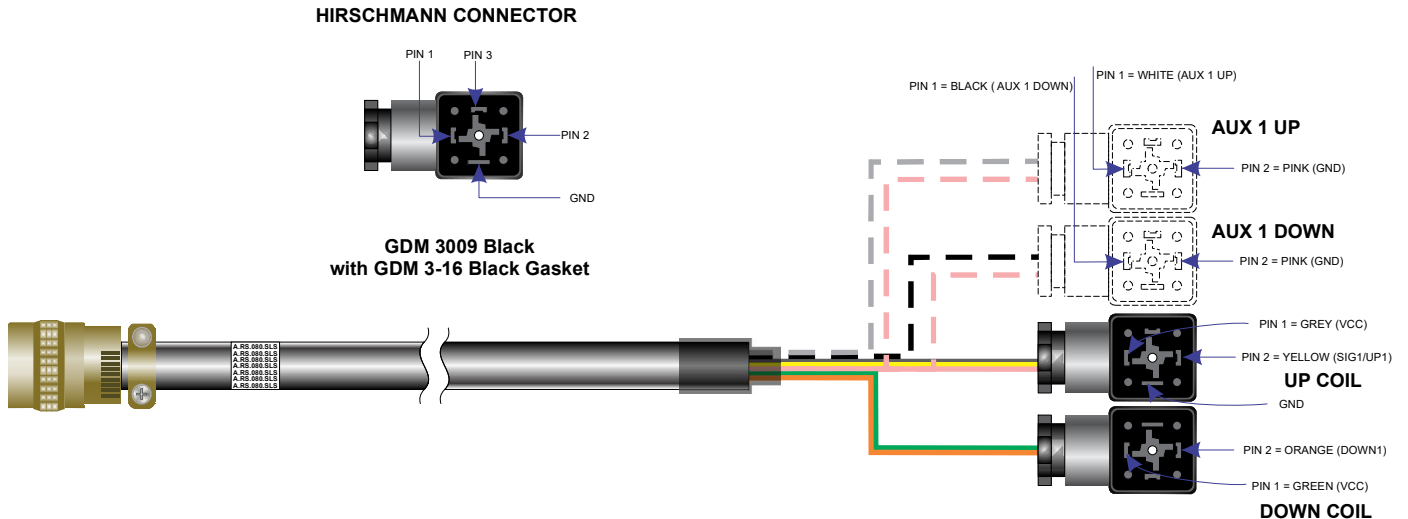 HIRSCHMANN CONNECTOR
PIN 1
PIN 3
PIN 2
GND
GDM 3009 Black
with GDM 3-16 Black Gasket
PIN 1 = WHITE (AUX 1 UP)
PIN 1 = BLACK ( AUX 1 DOWN)
AUX 1 UP
PIN 2 = PINK (GND)
AUX 1 DOWN
PIN 2 = PINK (GND)
A.RS.080.SLS
A.RS.080.SLS
A.RS.080.SLS
A.RS.080.SLS
A.RS.080.SLS
A.RS.080.SLS
A.RS.080.SLS
PIN 1 = GREY (VCC)
PIN 2 = YELLOW (SIG1/UP1)
UP COIL
GND
PIN 2 = ORANGE (DOWN1)
PIN 1 = GREEN (VCC)
DOWN COIL